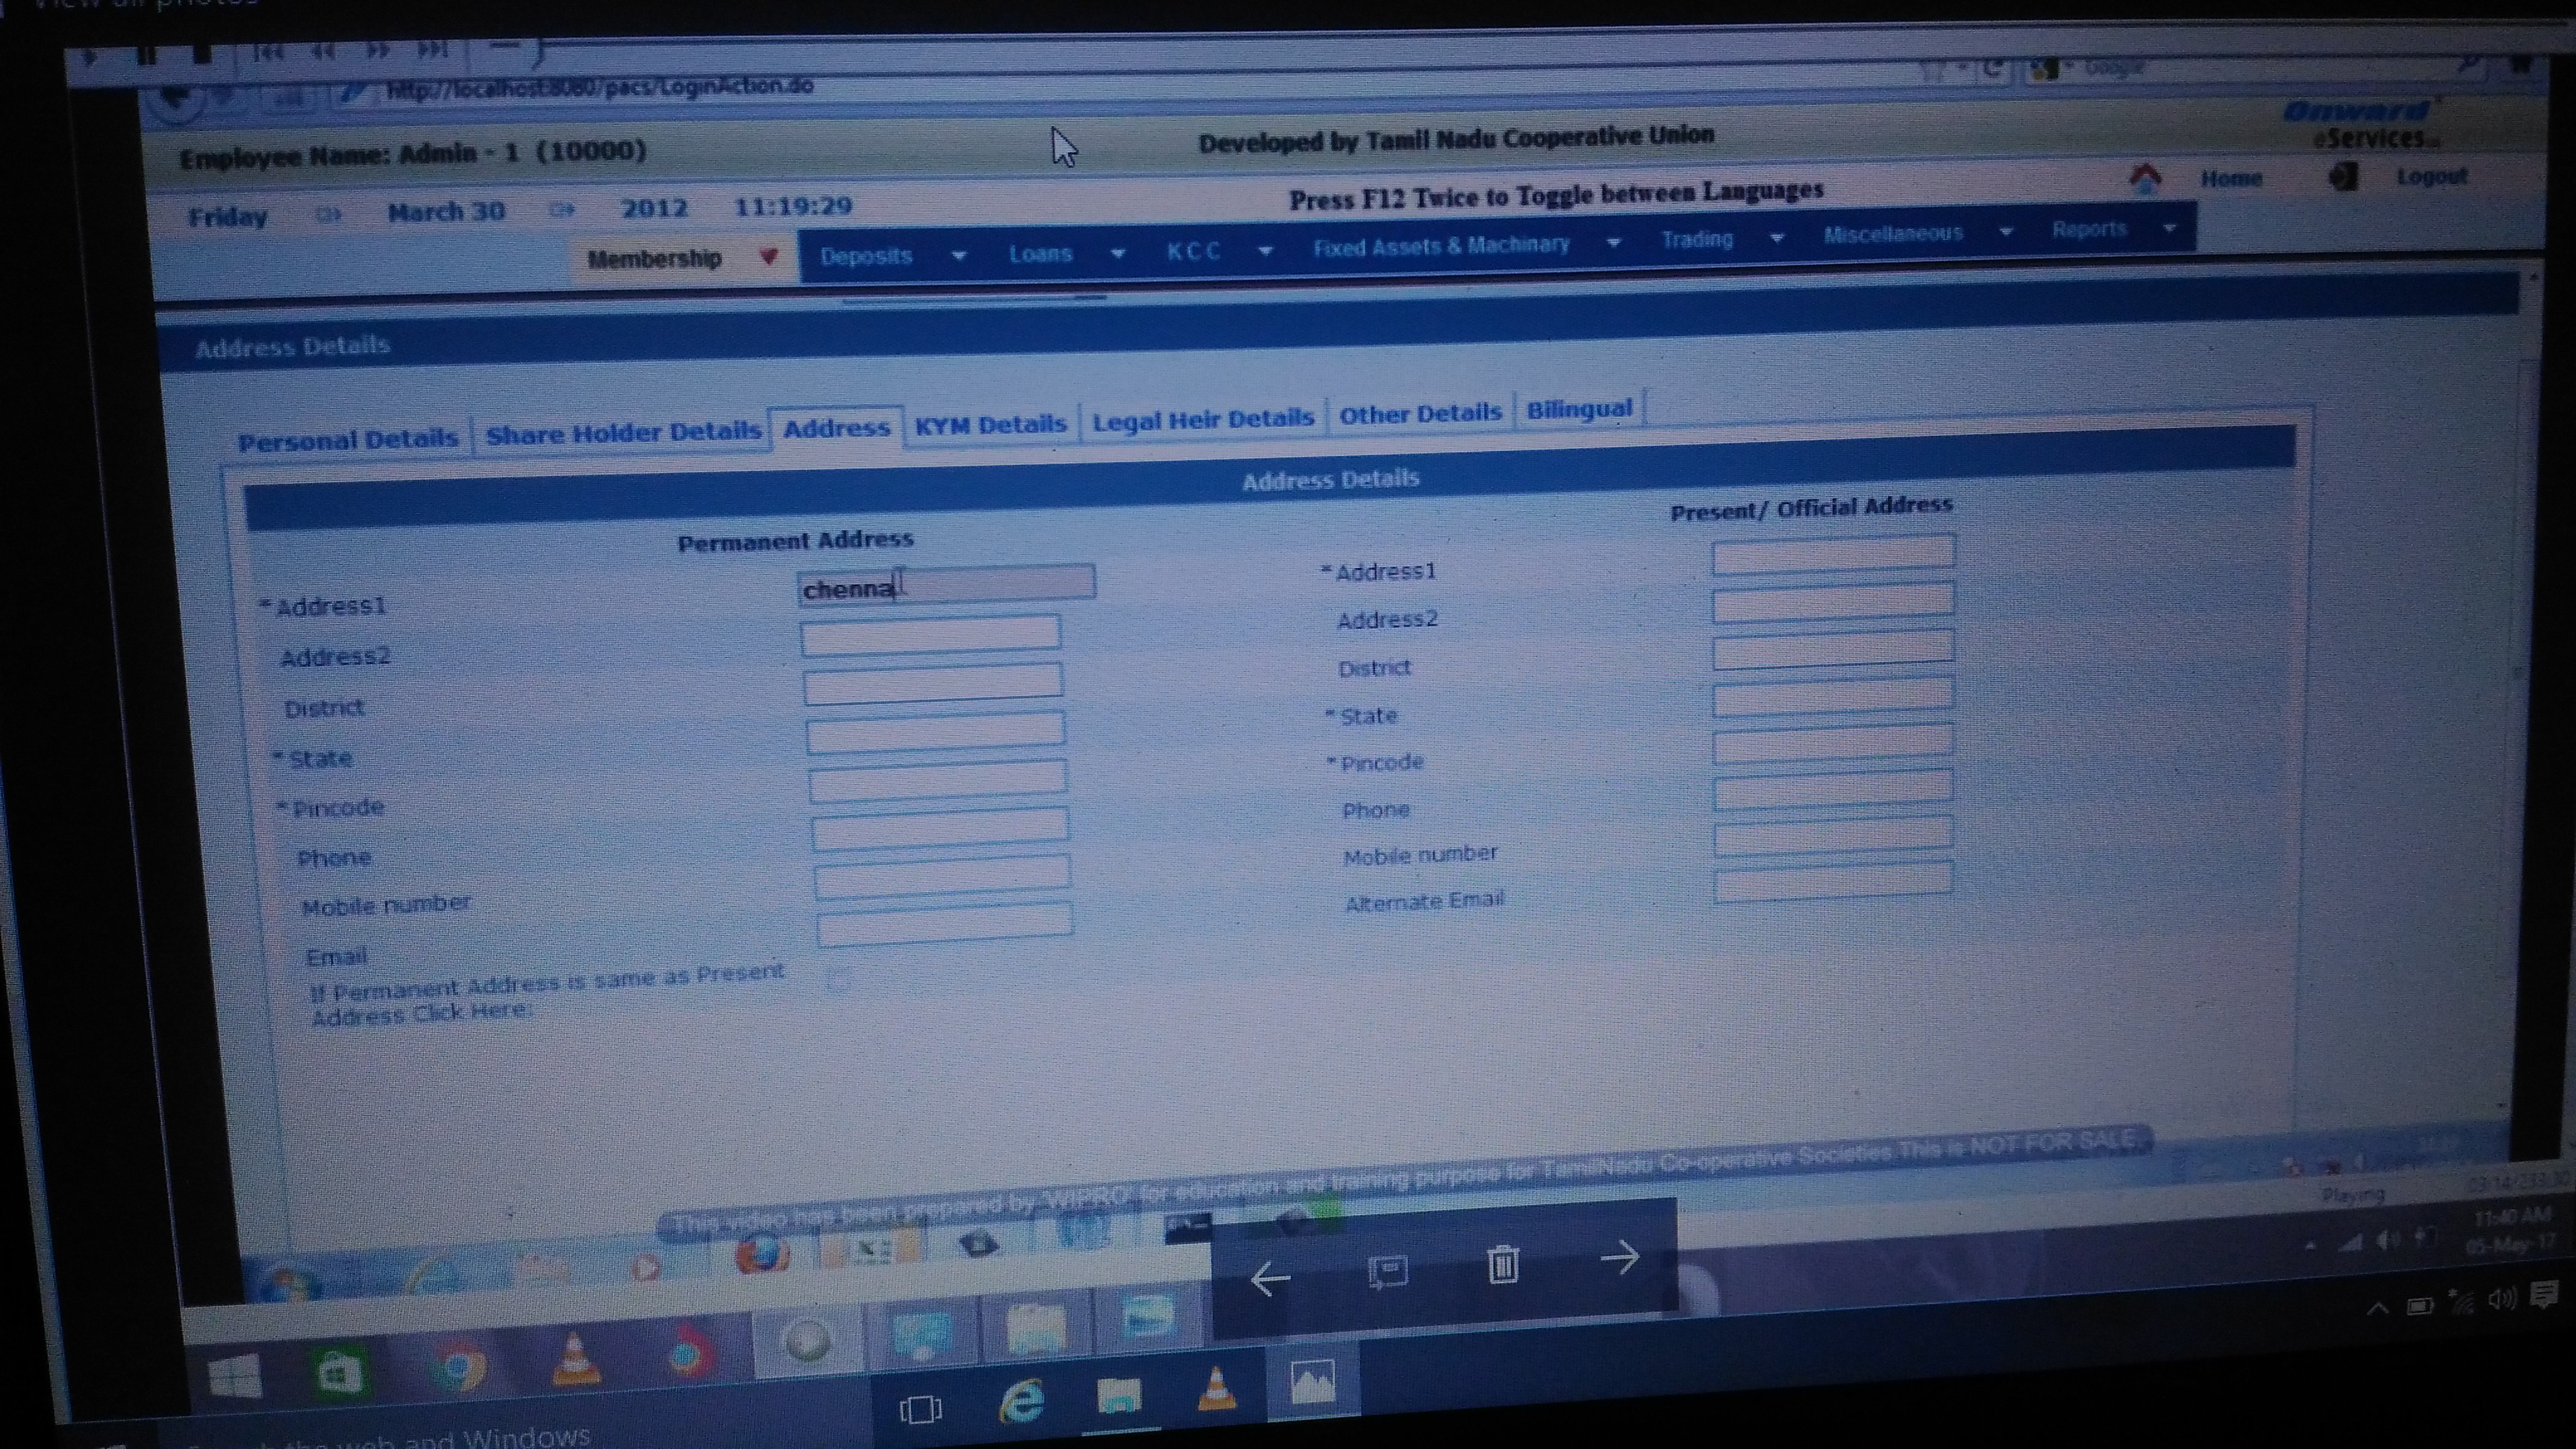 View all photos
http://localhost:8080/pacs/LoginAction.do
Google
Employee Name: Admin - 1 (10000)
Developed by Tamil Nadu Cooperative Union
Onward
eServices
Friday March 30 2012 11:19:29
Press F12 Twice to Toggle between Languages
Home
Logout
Membership Deposits Loans K C C Fixed Assets & Machinary Trading Miscellaneous Reports
Address Details
Personal Details Share Holder Details Address KYM Details Legal Heir Details Other Details Bilingual
Address Details
Permanent Address
Present/ Official Address
* Address1 chenna
* Address1
Address2
Address2
District
District
* State
* State
* Pincode
* Pincode
Phone
Phone
Mobile number
Mobile number
Email
Alternate Email
If Permanent Address is same as Present
Address Click Here:
This video has been prepared by 'WIPRO' for education and training purpose for TamilNadu Co-operative Societies.This is NOT FOR SALE.
Playing
11:40 AM
05-May-17
the web and Windows